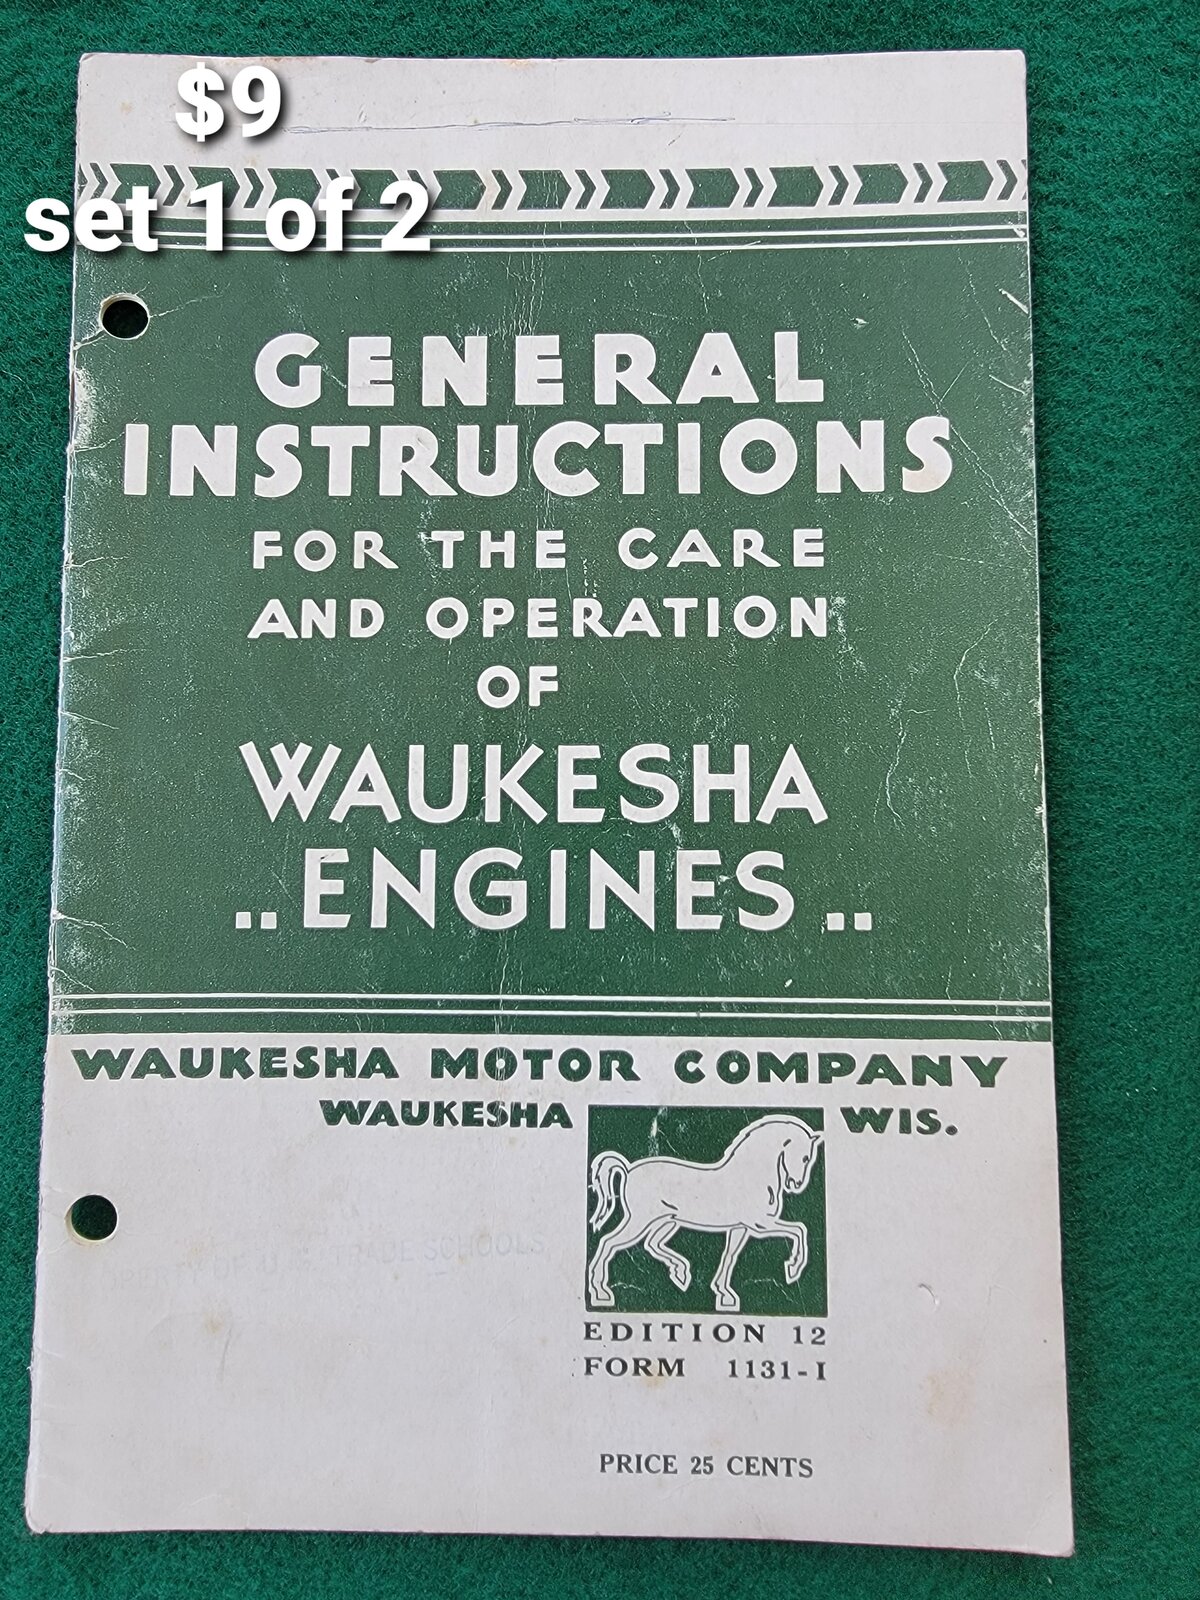 $9
set 1 of 2
GENERAL
INSTRUCTIONS
FOR THE CARE
AND OPERATION
OF
WAUKESHA
..ENGINES..
WAUKESHA MOTOR COMPANY
WAUKESHA WIS.
TRADE SCHOOLS
EDITION 12
FORM 1131-I
PRICE 25 CENTS